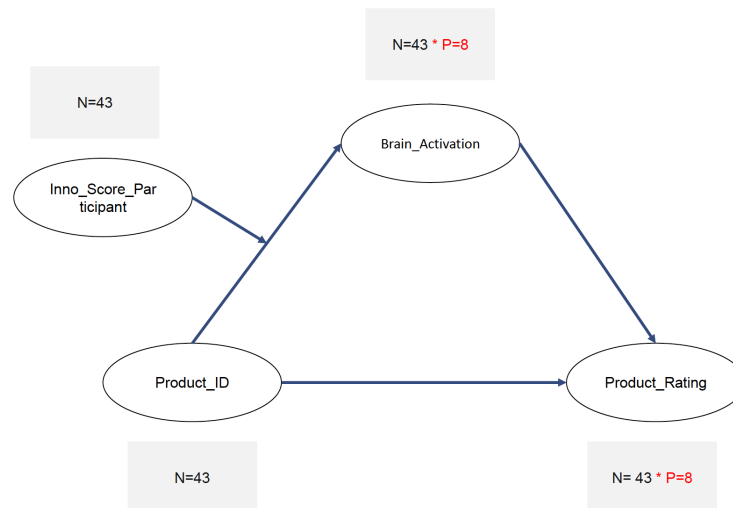 N=43 * P=8
N=43
Brain_Activation
Inno_Score_Par
ticipant
Product_ID
Product_Rating
N=43
N= 43 * P=8